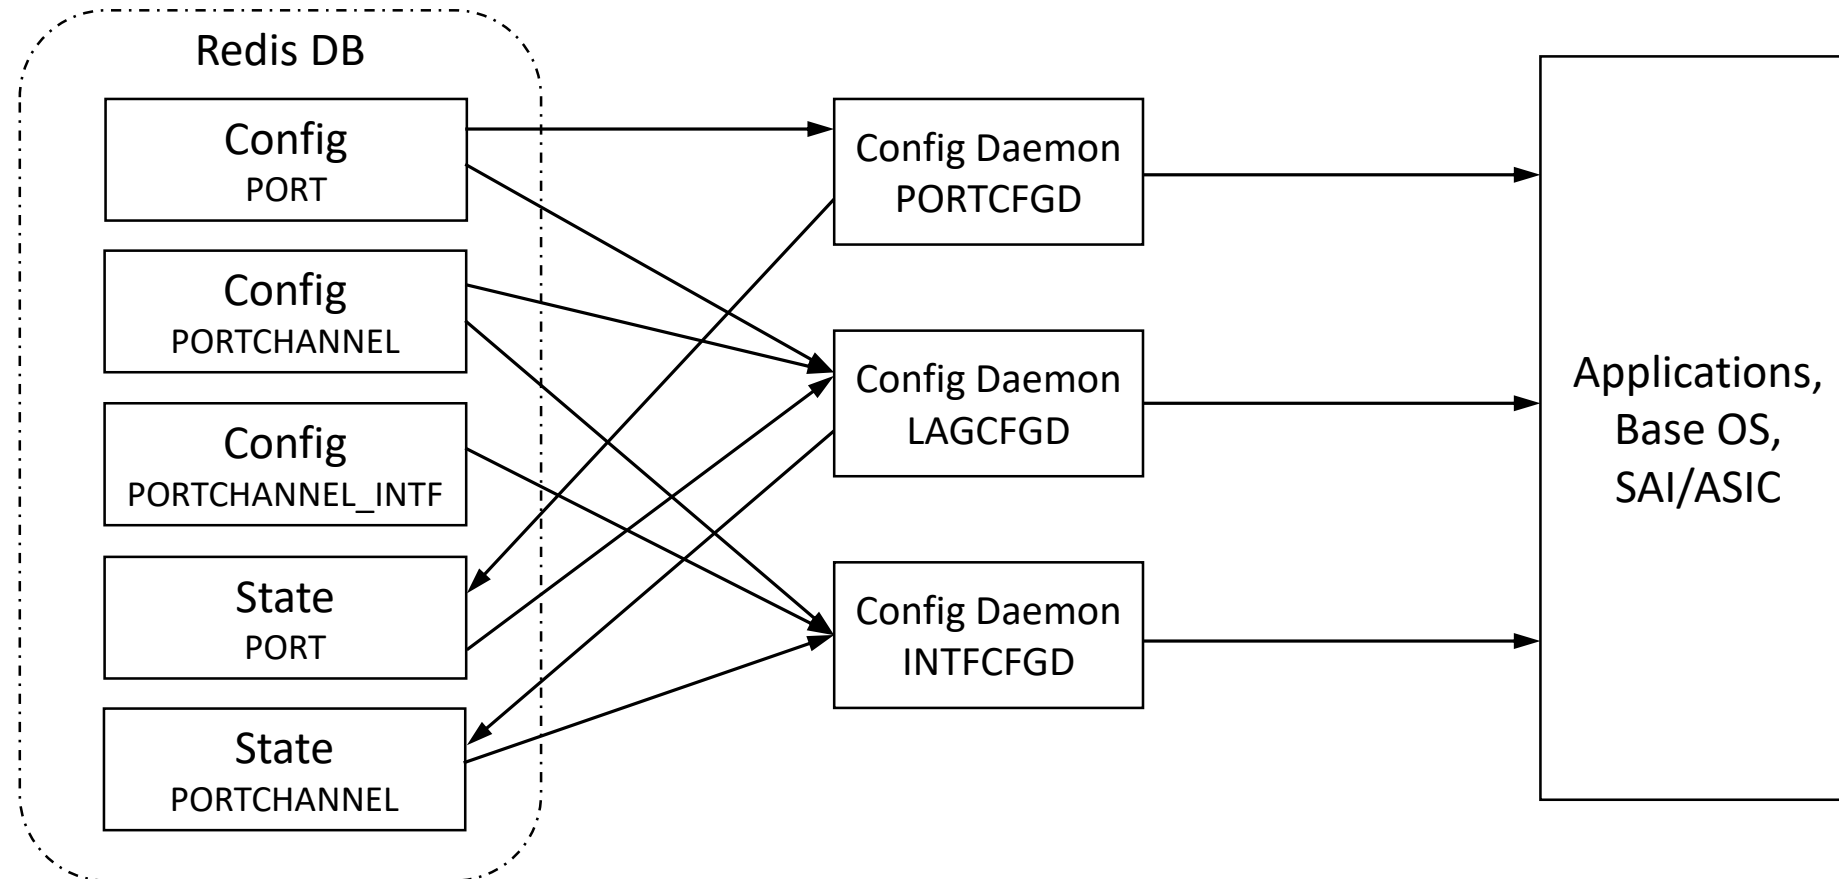 Redis DB
Config
PORT
Config
PORTCHANNEL
Config
PORTCHANNEL_INTF
State
PORT
State
PORTCHANNEL
Config Daemon
PORTCFGD
Config Daemon
LAGCFGD
Config Daemon
INTFCFGD
Applications,
Base OS,
SAI/ASIC